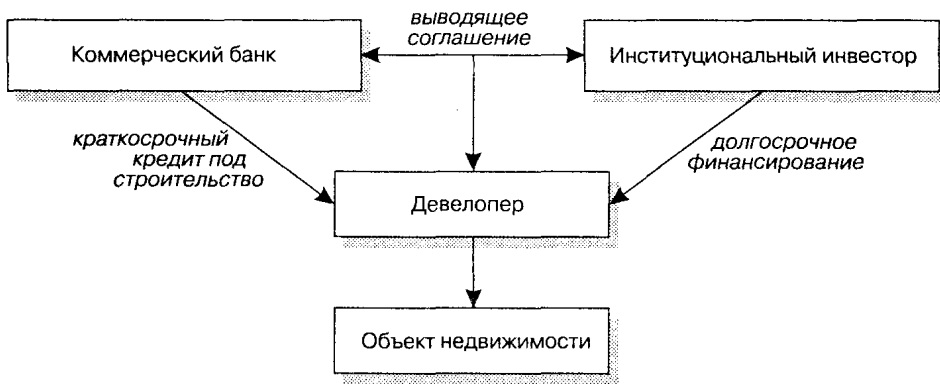 выводящее
соглашение
Коммерческий банк
Институциональный инвестор
краткосрочный
кредит под
строительство
долгосрочное
финансирование
Девелопер
Объект недвижимости